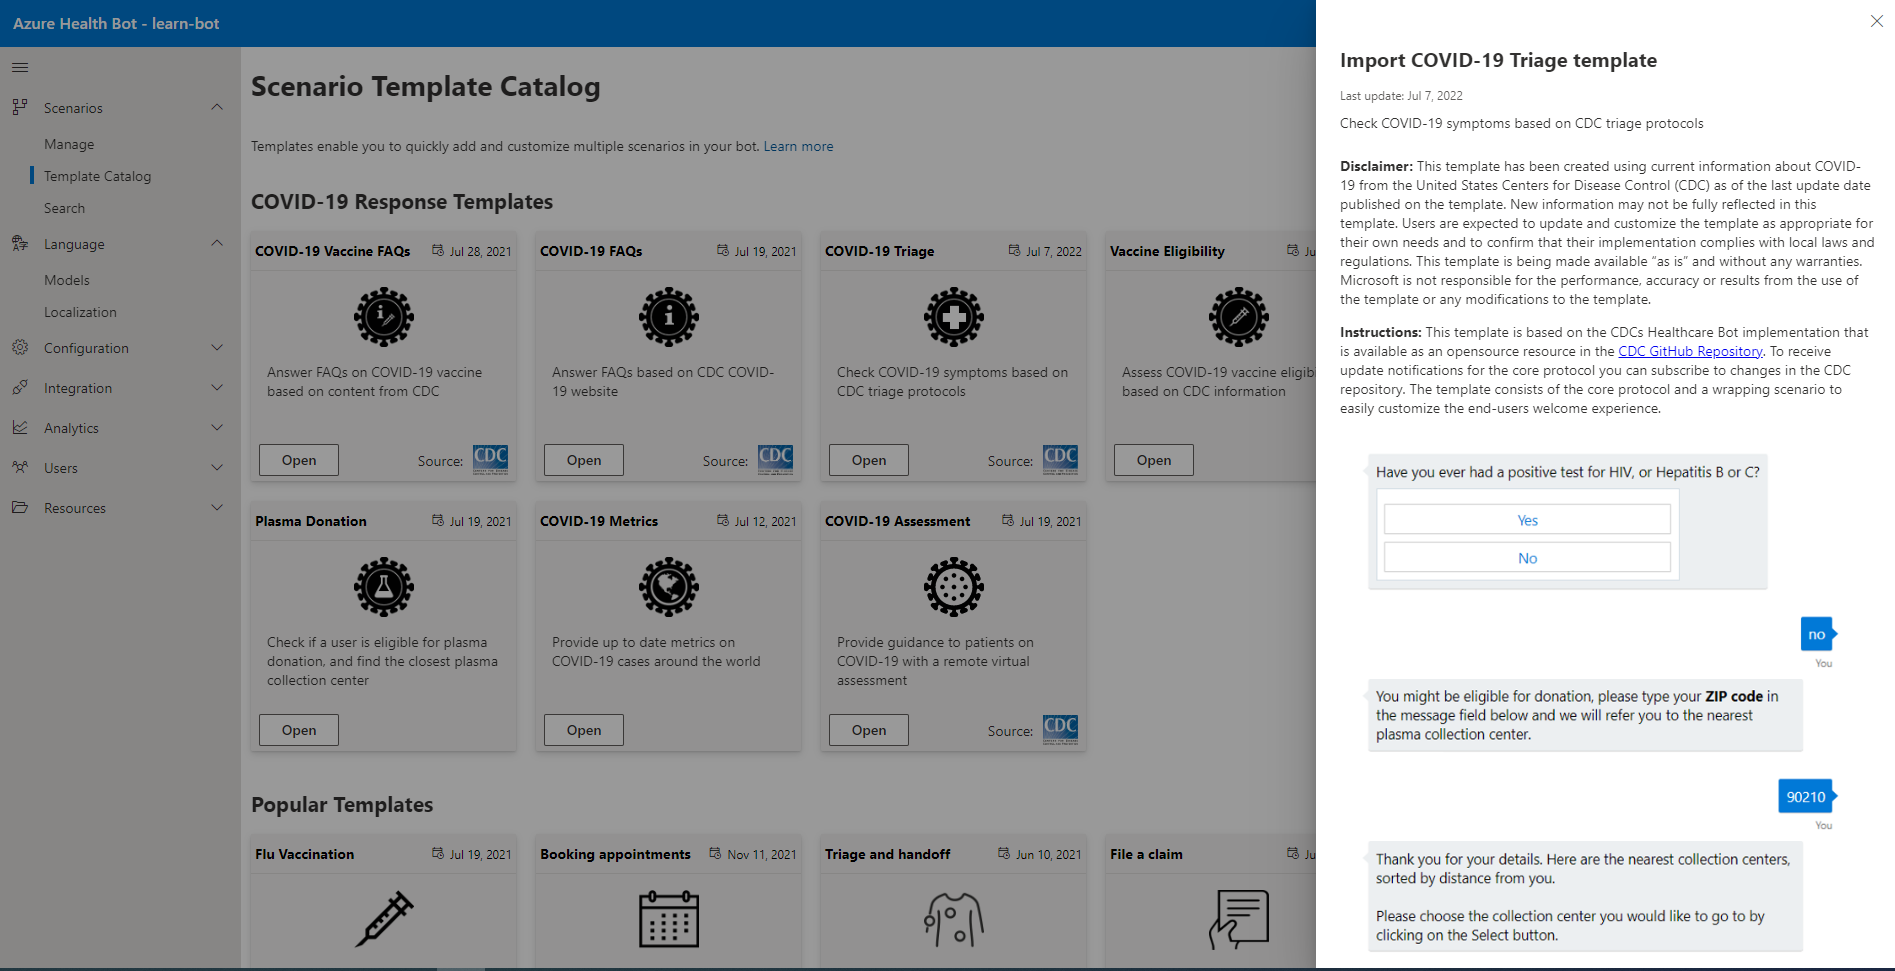 Azure Health Bot - learn-bot
Scenarios
Manage
Template Catalog
Search
Language
Models
Localization
Configuration
Integration
Analytics
Users
Resources
Scenario Template Catalog
Templates enable you to quickly add and customize multiple scenarios in your bot. Learn more
COVID-19 Response Templates
COVID-19 Vaccine FAQs Jul 28, 2021
Answer FAQs on COVID-19 vaccine
based on content from CDC
Open Source: CDC
COVID-19 FAQs Jul 19, 2021
Answer FAQs based on CDC COVID-
19 website
Open Source: CDC
COVID-19 Triage Jul 7, 2022
Check COVID-19 symptoms based on
CDC triage protocols
Open Source: CDC
Vaccine Eligibility Ju
Assess COVID-19 vaccine eligib
based on CDC information
Open
Plasma Donation Jul 19, 2021
Check if a user is eligible for plasma
donation, and find the closest plasma
collection center
Open
COVID-19 Metrics Jul 12, 2021
Provide up to date metrics on
COVID-19 cases around the world
Open
COVID-19 Assessment Jul 19, 2021
Provide guidance to patients on
COVID-19 with a remote virtual
assessment
Open Source: CDC
Popular Templates
Flu Vaccination Jul 19, 2021
Booking appointments Nov 11, 2021
Triage and handoff Jun 10, 2021
File a claim Ju
Import COVID-19 Triage template
Last update: Jul 7, 2022
Check COVID-19 symptoms based on CDC triage protocols
Disclaimer: This template has been created using current information about COVID-
19 from the United States Centers for Disease Control (CDC) as of the last update date
published on the template. New information may not be fully reflected in this
template. Users are expected to update and customize the template as appropriate for
their own needs and to confirm that their implementation complies with local laws and
regulations. This template is being made available “as is” and without any warranties.
Microsoft is not responsible for the performance, accuracy or results from the use of
the template or any modifications to the template.
Instructions: This template is based on the CDCs Healthcare Bot implementation that
is available as an opensource resource in the CDC GitHub Repository. To receive
update notifications for the core protocol you can subscribe to changes in the CDC
repository. The template consists of the core protocol and a wrapping scenario to
easily customize the end-users welcome experience.
Have you ever had a positive test for HIV, or Hepatitis B or C?
Yes
No
no
You
You might be eligible for donation, please type your ZIP code in
the message field below and we will refer you to the nearest
plasma collection center.
90210
You
Thank you for your details. Here are the nearest collection centers,
sorted by distance from you.
Please choose the collection center you would like to go to by
clicking on the Select button.